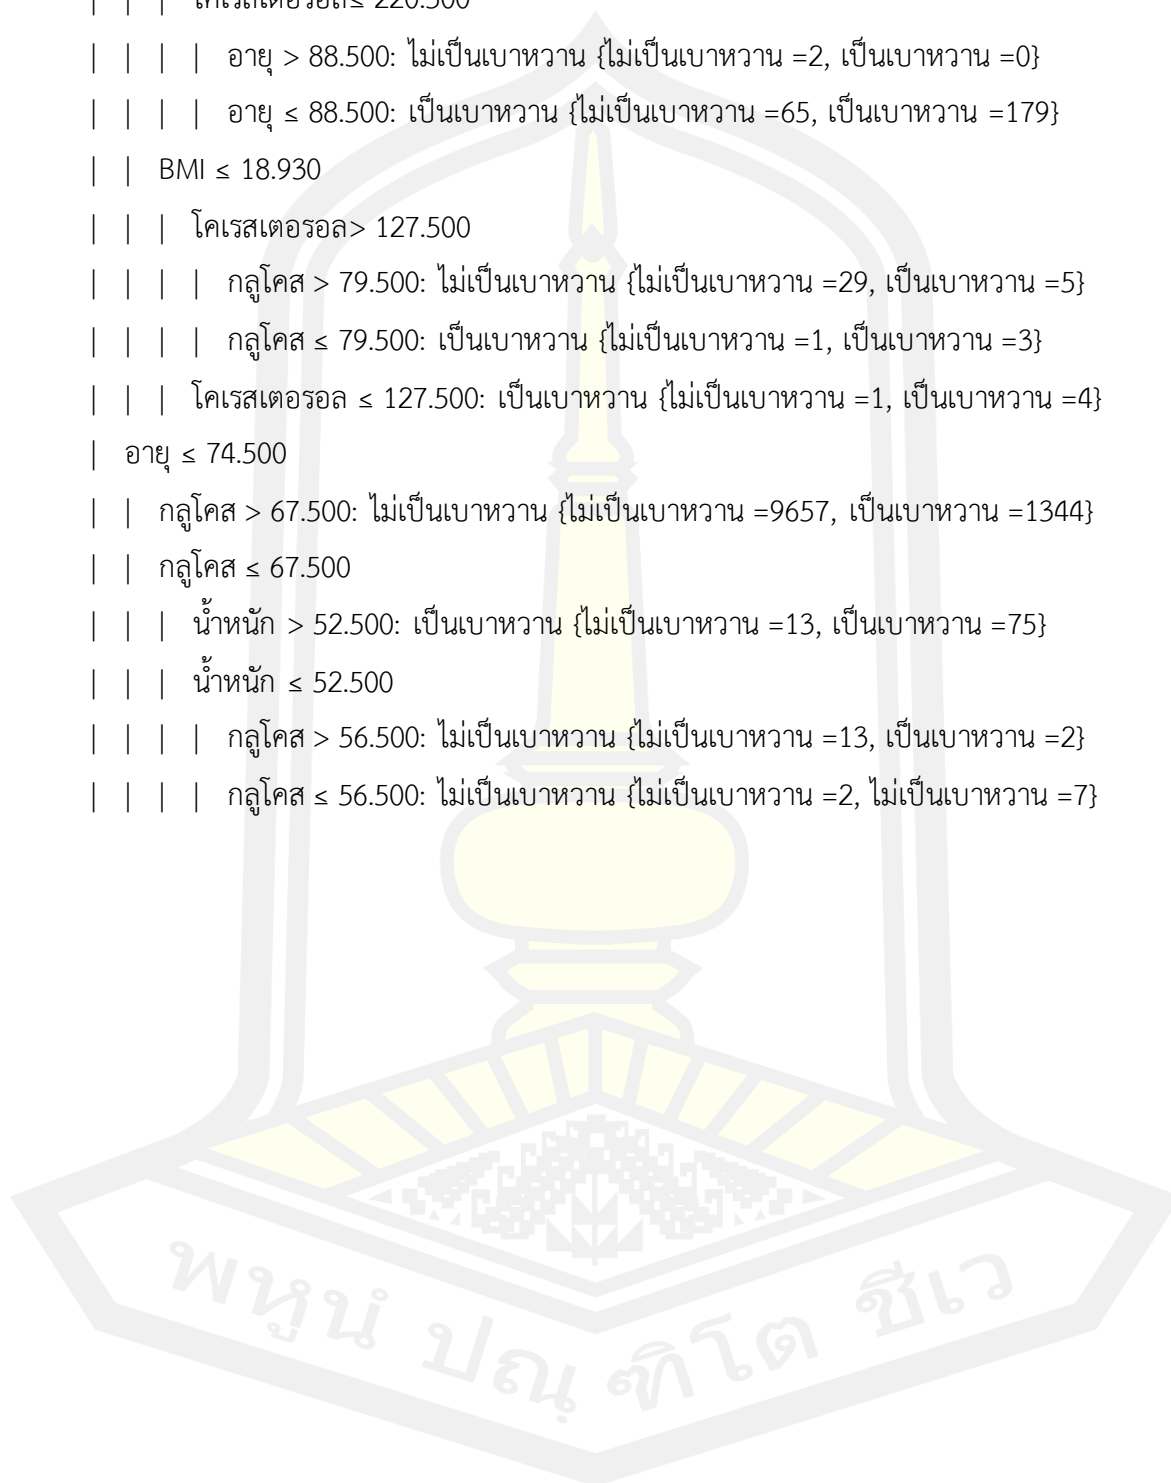 | | | โคเรสเตอรอล≤ 220.500
| | | | อายุ > 88.500: ไม่เป็นเบาหวาน {ไม่เป็นเบาหวาน =2, เป็นเบาหวาน =0}
| | | | อายุ ≤ 88.500: เป็นเบาหวาน {ไม่เป็นเบาหวาน =65, เป็นเบาหวาน =179}
| | BMI ≤ 18.930
| | | โคเรสเตอรอล> 127.500
| | | | กลูโคส > 79.500: ไม่เป็นเบาหวาน {ไม่เป็นเบาหวาน =29, เป็นเบาหวาน =5}
| | | | กลูโคส ≤ 79.500: เป็นเบาหวาน {ไม่เป็นเบาหวาน =1, เป็นเบาหวาน =3}
| | | โคเรสเตอรอล ≤ 127.500: เป็นเบาหวาน {ไม่เป็นเบาหวาน =1, เป็นเบาหวาน =4}
| อายุ ≤ 74.500
| | กลูโคส > 67.500: ไม่เป็นเบาหวาน {ไม่เป็นเบาหวาน =9657, เป็นเบาหวาน =1344}
| | กลูโคส ≤ 67.500
| | | น้ำหนัก > 52.500: เป็นเบาหวาน {ไม่เป็นเบาหวาน =13, เป็นเบาหวาน =75}
| | | น้ำหนัก ≤ 52.500
| | | | กลูโคส > 56.500: ไม่เป็นเบาหวาน {ไม่เป็นเบาหวาน =13, เป็นเบาหวาน =2}
| | | | กลูโคส ≤ 56.500: ไม่เป็นเบาหวาน {ไม่เป็นเบาหวาน =2, ไม่เป็นเบาหวาน =7}
พหูนํ ปณฺฑิโต ชีเว